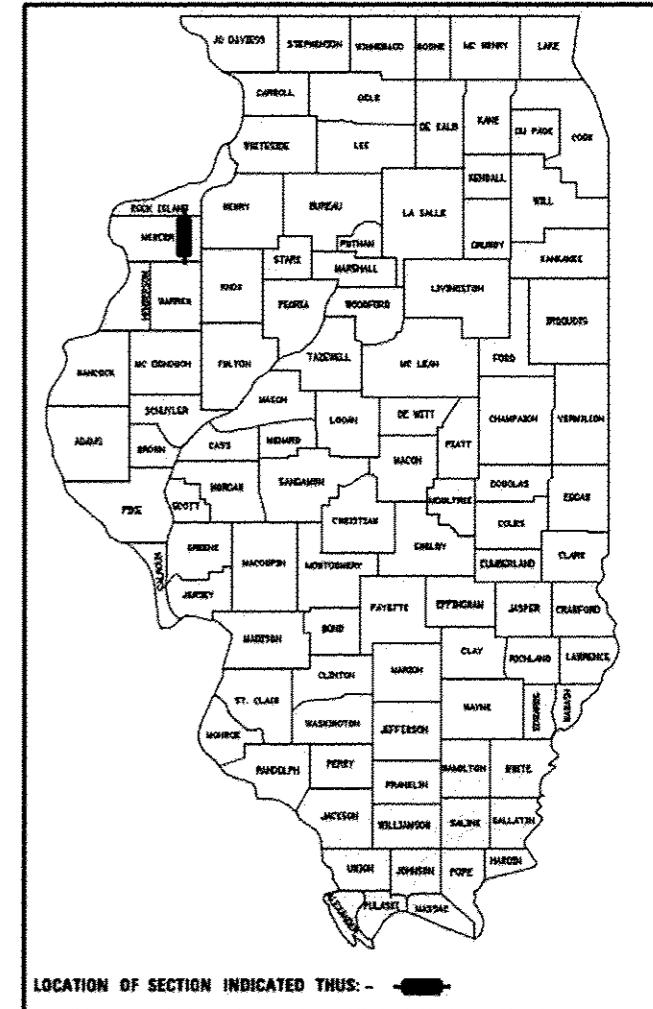 JO DAVIESS STEPHENSON WINNEBAGO BOONE MC HENRY LAKE
CARROLL OGLE DE KALB KANE DU PAGE COOK
WHITESIDE LEE KENDALL WILL
ROCK ISLAND HENRY BUREAU LA SALLE GRUNDY
MERCER PUTNAM KANKAKEE
STARK MARSHALL
HENDERSON WARREN KNOX PEORIA WOODFORD LIVINGSTON IROQUOIS
HANCOCK MC DONOUGH FULTON TAZEWELL MC LEAN FORD
SCHUYLER MASON LOGAN DE WITT CHAMPAIGN VERMILION
ADAMS BROWN CASS MENARD MACON PIATT
PIKE SCOTT MORGAN SANGAMON MOULTRIE DOUGLAS EDGAR
CHRISTIAN COLES
CALHOUN GREENE MACOUPIN MONTGOMERY SHELBY CUMBERLAND CLARK
JERSEY FAYETTE EFFINGHAM JASPER CRAWFORD
MADISON BOND CLAY RICHLAND LAWRENCE
CLINTON MARION
ST. CLAIR WASHINGTON JEFFERSON WAYNE EDWARDS WABASH
MONROE
RANDOLPH PERRY HAMILTON WHITE
FRANKLIN
JACKSON WILLIAMSON SALINE GALLATIN
UNION JOHNSON POPE HARDIN
ALEXANDER PULASKI MASSAC
LOCATION OF SECTION INDICATED THUS: -